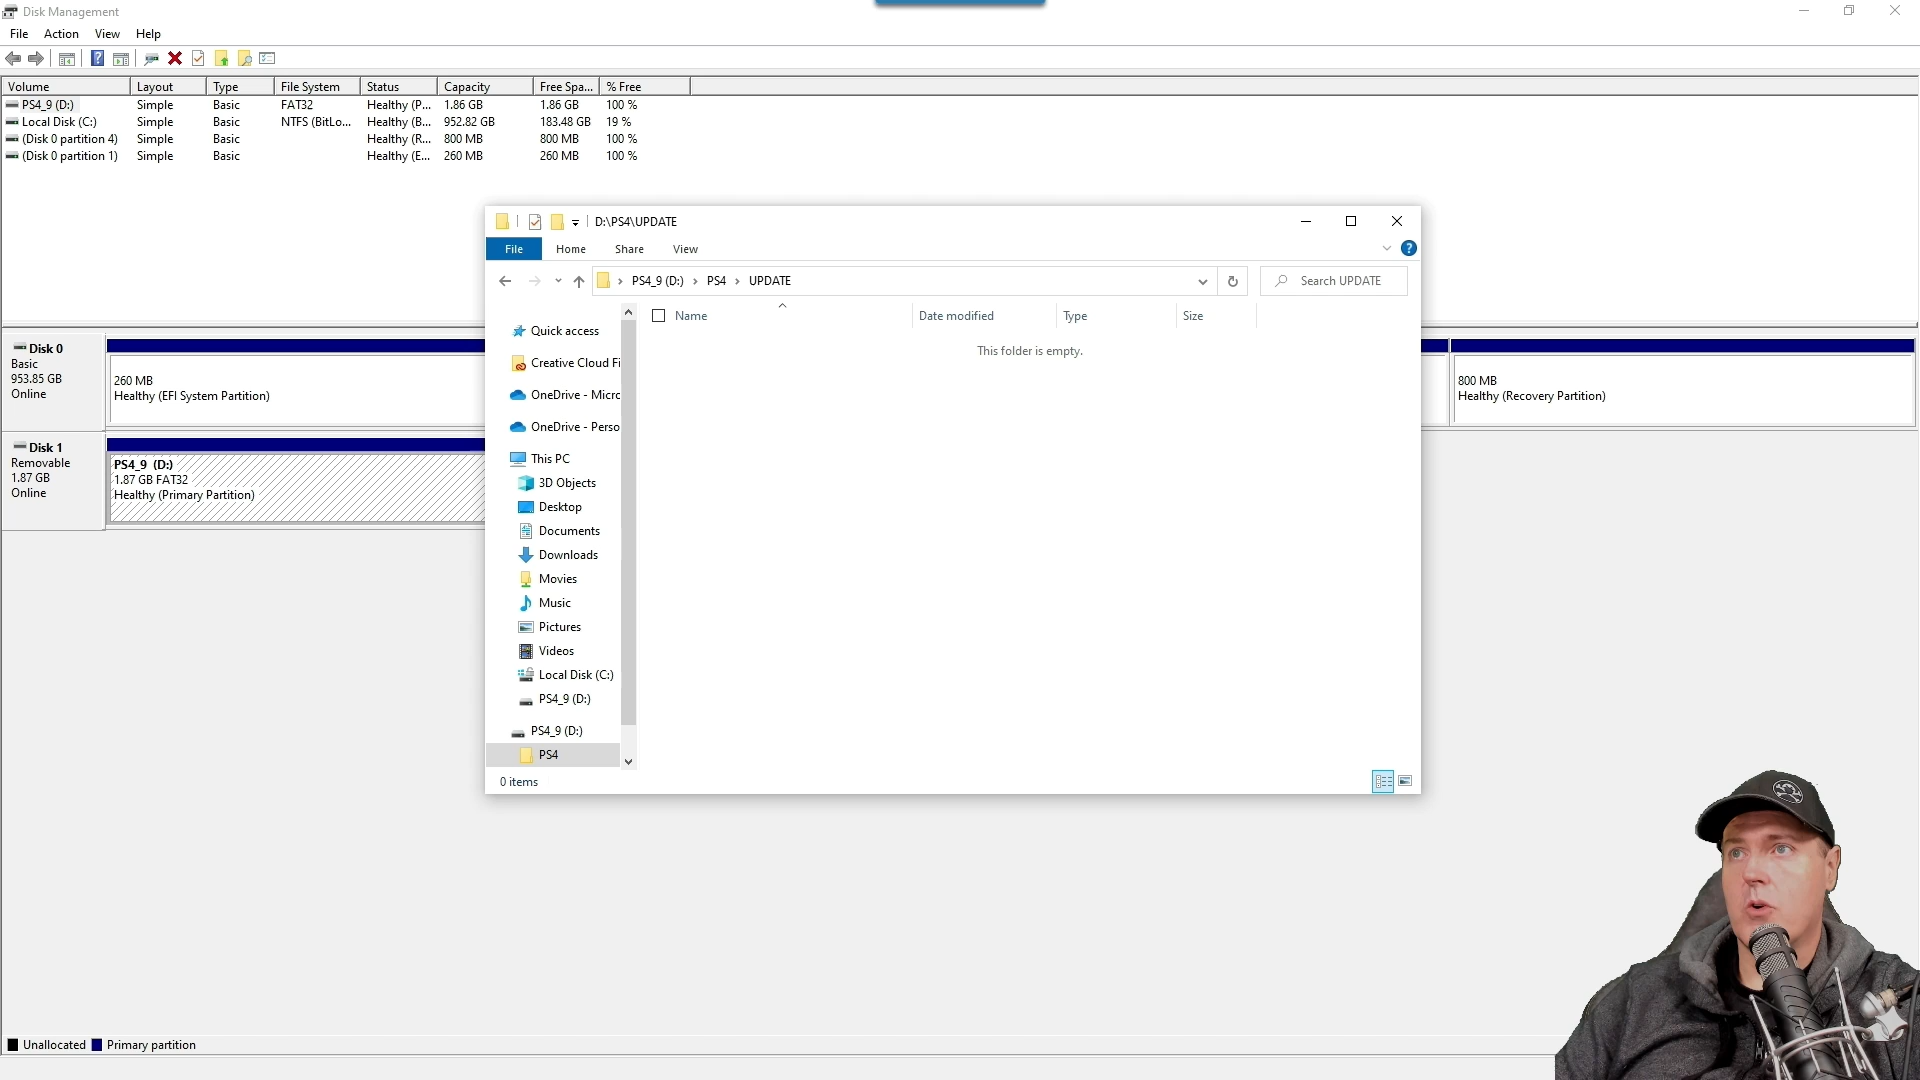 Disk Management
File Action View Help
Volume Layout Type File System Status Capacity Free Spa... % Free
PS4_9 (D:) Simple Basic FAT32 Healthy (P... 1.86 GB 1.86 GB 100 %
Local Disk (C:) Simple Basic NTFS (BitLo... Healthy (B... 952.82 GB 183.48 GB 19 %
(Disk 0 partition 4) Simple Basic Healthy (R... 800 MB 800 MB 100 %
(Disk 0 partition 1) Simple Basic Healthy (E... 260 MB 260 MB 100 %
D:\PS4\UPDATE
File Home Share View
PS4_9 (D:) › PS4 › UPDATE
Search UPDATE
Name Date modified Type Size
This folder is empty.
Quick access
Creative Cloud Fi
OneDrive - Micro
OneDrive - Perso
This PC
3D Objects
Desktop
Documents
Downloads
Movies
Music
Pictures
Videos
Local Disk (C:)
PS4_9 (D:)
PS4_9 (D:)
PS4
0 items
Disk 0
Basic
953.85 GB
Online
260 MB
Healthy (EFI System Partition)
800 MB
Healthy (Recovery Partition)
Disk 1
Removable
1.87 GB
Online
PS4_9 (D:)
1.87 GB FAT32
Healthy (Primary Partition)
Unallocated Primary partition